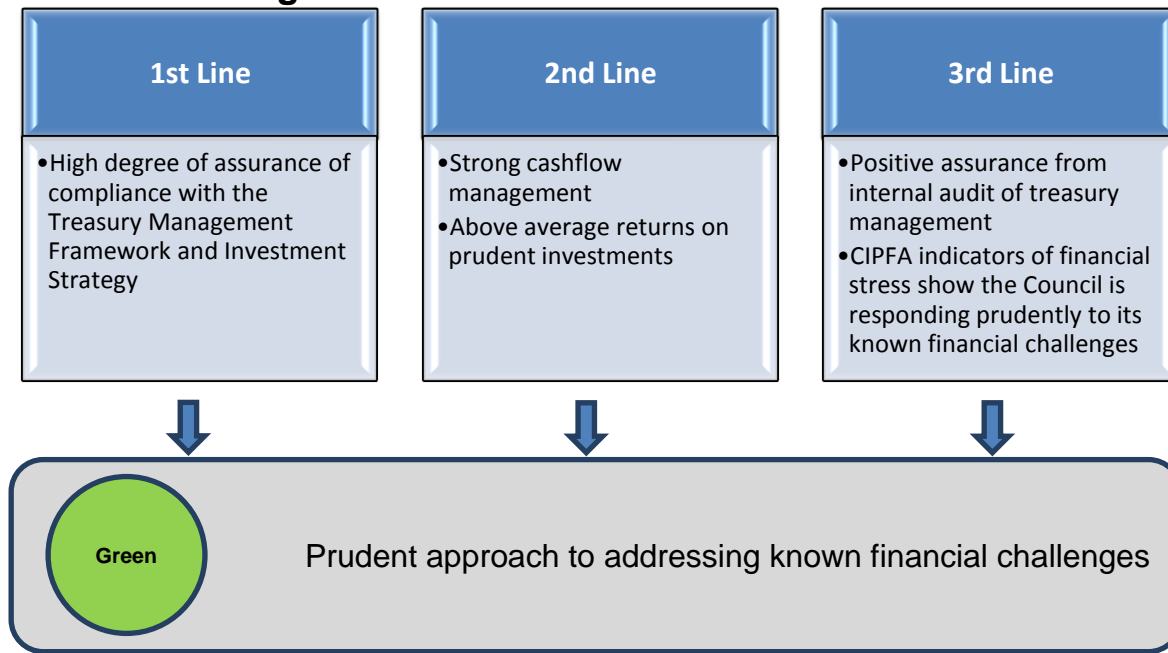 1st Line
•High degree of assurance of
compliance with the
Treasury Management
Framework and Investment
Strategy
2nd Line
•Strong cashflow
management
•Above average returns on
prudent investments
3rd Line
•Positive assurance from
internal audit of treasury
management
•CIPFA indicators of financial
stress show the Council is
responding prudently to its
known financial challenges
Green
Prudent approach to addressing known financial challenges